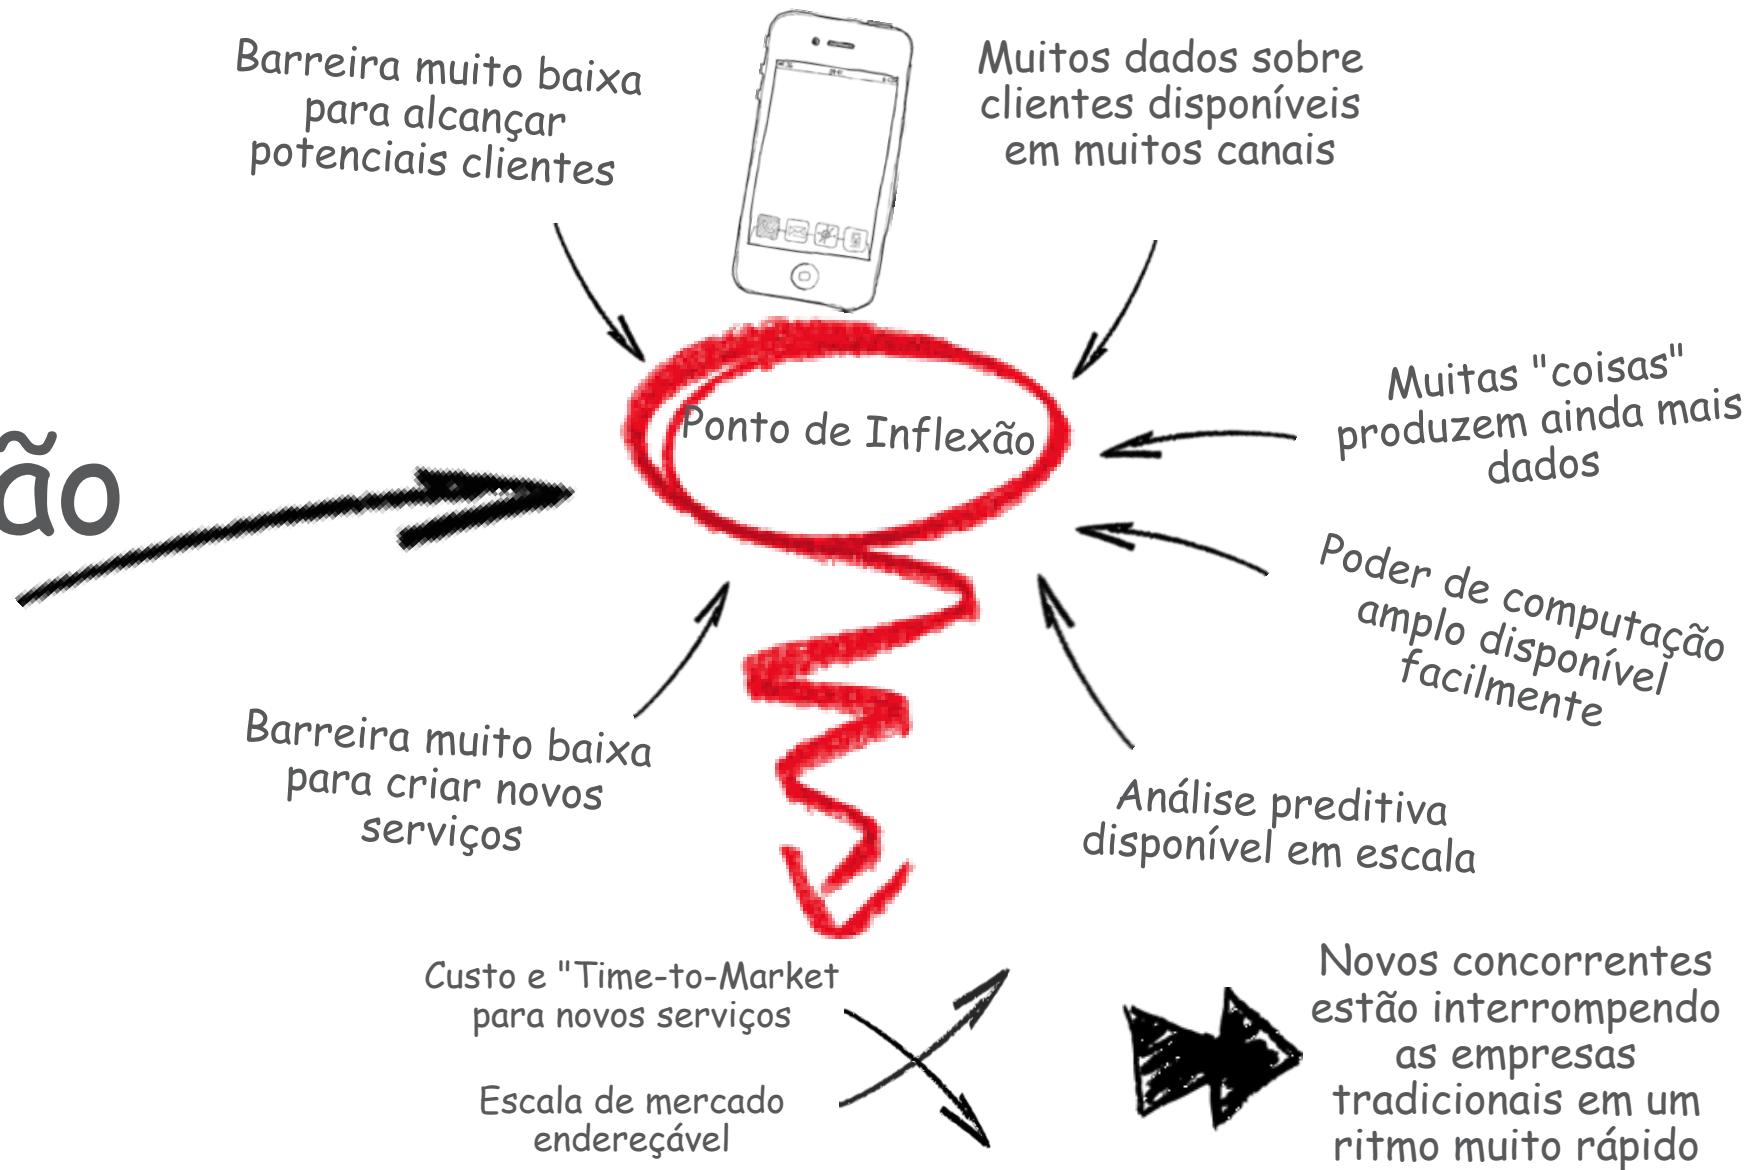 Barreira muito baixa
para alcançar
potenciais clientes
Muitos dados sobre
clientes disponíveis
em muitos canais
Muitas "coisas"
produzem ainda mais
dados
Ponto de Inflexão
ão
Poder de computação
amplo disponível
facilmente
Barreira muito baixa
para criar novos
serviços
Análise preditiva
disponível em escala
Custo e "Time-to-Market
para novos serviços
Escala de mercado
endereçável
Novos concorrentes
estão interrompendo
as empresas
tradicionais em um
ritmo muito rápido